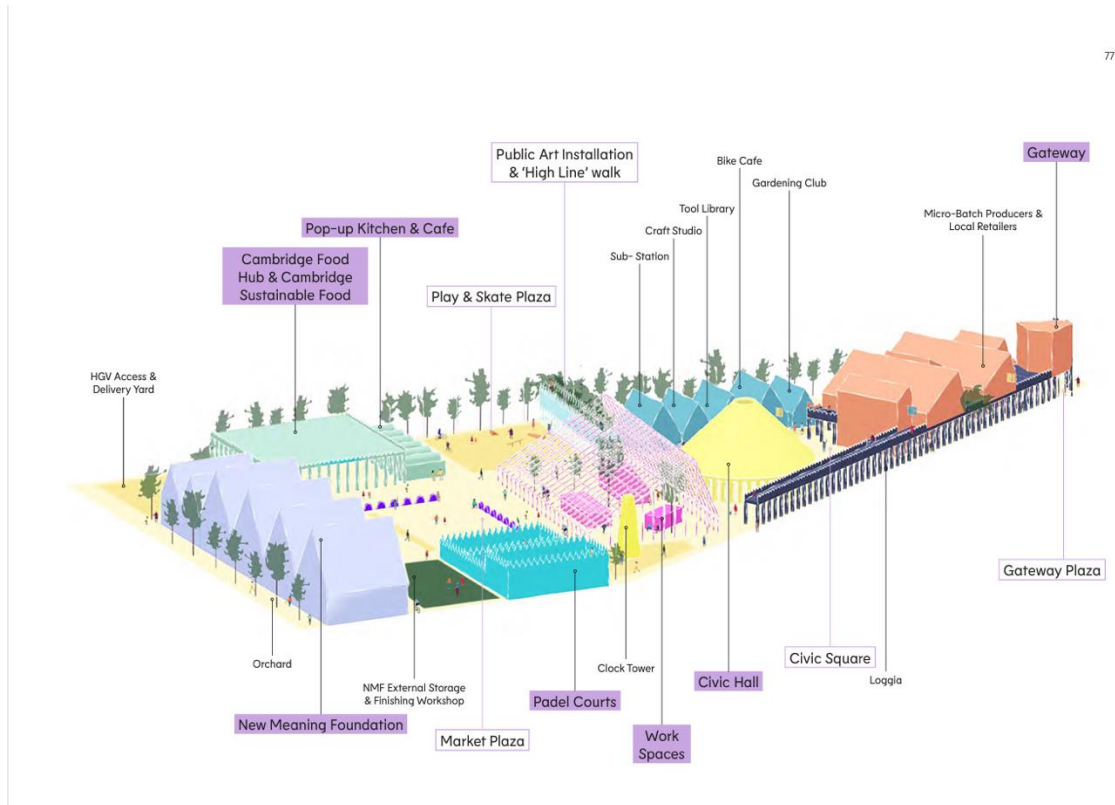 77
Public Art Installation
& ‘High Line’ walk
Bike Cafe
Gateway
Gardening Club
Tool Library
Micro-Batch Producers &
Local Retailers
Pop-up Kitchen & Cafe
Craft Studio
Sub- Station
Cambridge Food
Hub & Cambridge
Sustainable Food
Play & Skate Plaza
HGV Access &
Delivery Yard
Gateway Plaza
Orchard
Clock Tower
Civic Square
Loggia
NMF External Storage
& Finishing Workshop
Padel Courts
Civic Hall
New Meaning Foundation
Market Plaza
Work
Spaces